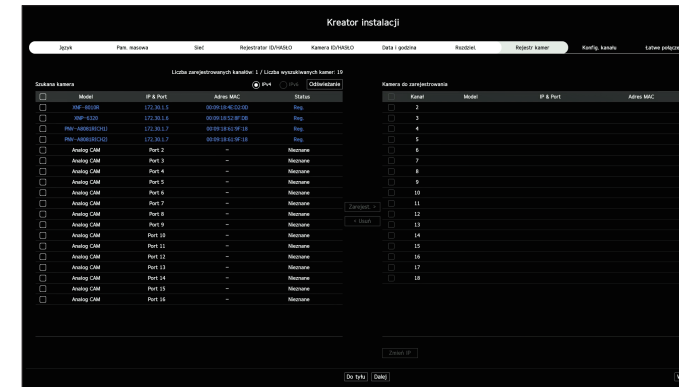 Kreator instalacji
Język Pam. masowa Sieć Rejestrator ID/HASŁO Kamera ID/HASŁO Data i godzina Rozdziel. Rejestr kamer Konfig. kanału Łatwe połącze
Liczba zarejestrowanych kanałów: 1 / Liczba wyszukiwanych kamer: 19
Szukana kamera IPv4 IPv6 Odświeżanie
Model IP & Port Adres MAC Status
XNF-8010R 172.30.1.5 00:09:18:4E:D2:0D Rej.
XNP-6320 172.30.1.6 00:09:18:52:8F:DB Rej.
PNV-A8081R(CH1) 172.30.1.7 00:09:18:61:9F:18 Rej.
PNV-A8081R(CH2) 172.30.1.7 00:09:18:61:9F:18 Rej.
Analog CAM Port 2 – Nieznane
Analog CAM Port 3 – Nieznane
Analog CAM Port 4 – Nieznane
Analog CAM Port 5 – Nieznane
Analog CAM Port 6 – Nieznane
Analog CAM Port 7 – Nieznane
Analog CAM Port 8 – Nieznane
Analog CAM Port 9 – Nieznane
Analog CAM Port 10 – Nieznane
Analog CAM Port 11 – Nieznane
Analog CAM Port 12 – Nieznane
Analog CAM Port 13 – Nieznane
Analog CAM Port 14 – Nieznane
Analog CAM Port 15 – Nieznane
Analog CAM Port 16 – Nieznane
Zarejest. >
< Usuń
Kamera do zarejestrowania
Kanał Model IP & Port Adres MAC
2
3
4
5
6
7
8
9
10
11
12
13
14
15
16
17
18
Zmień IP
Do tyłu Dalej